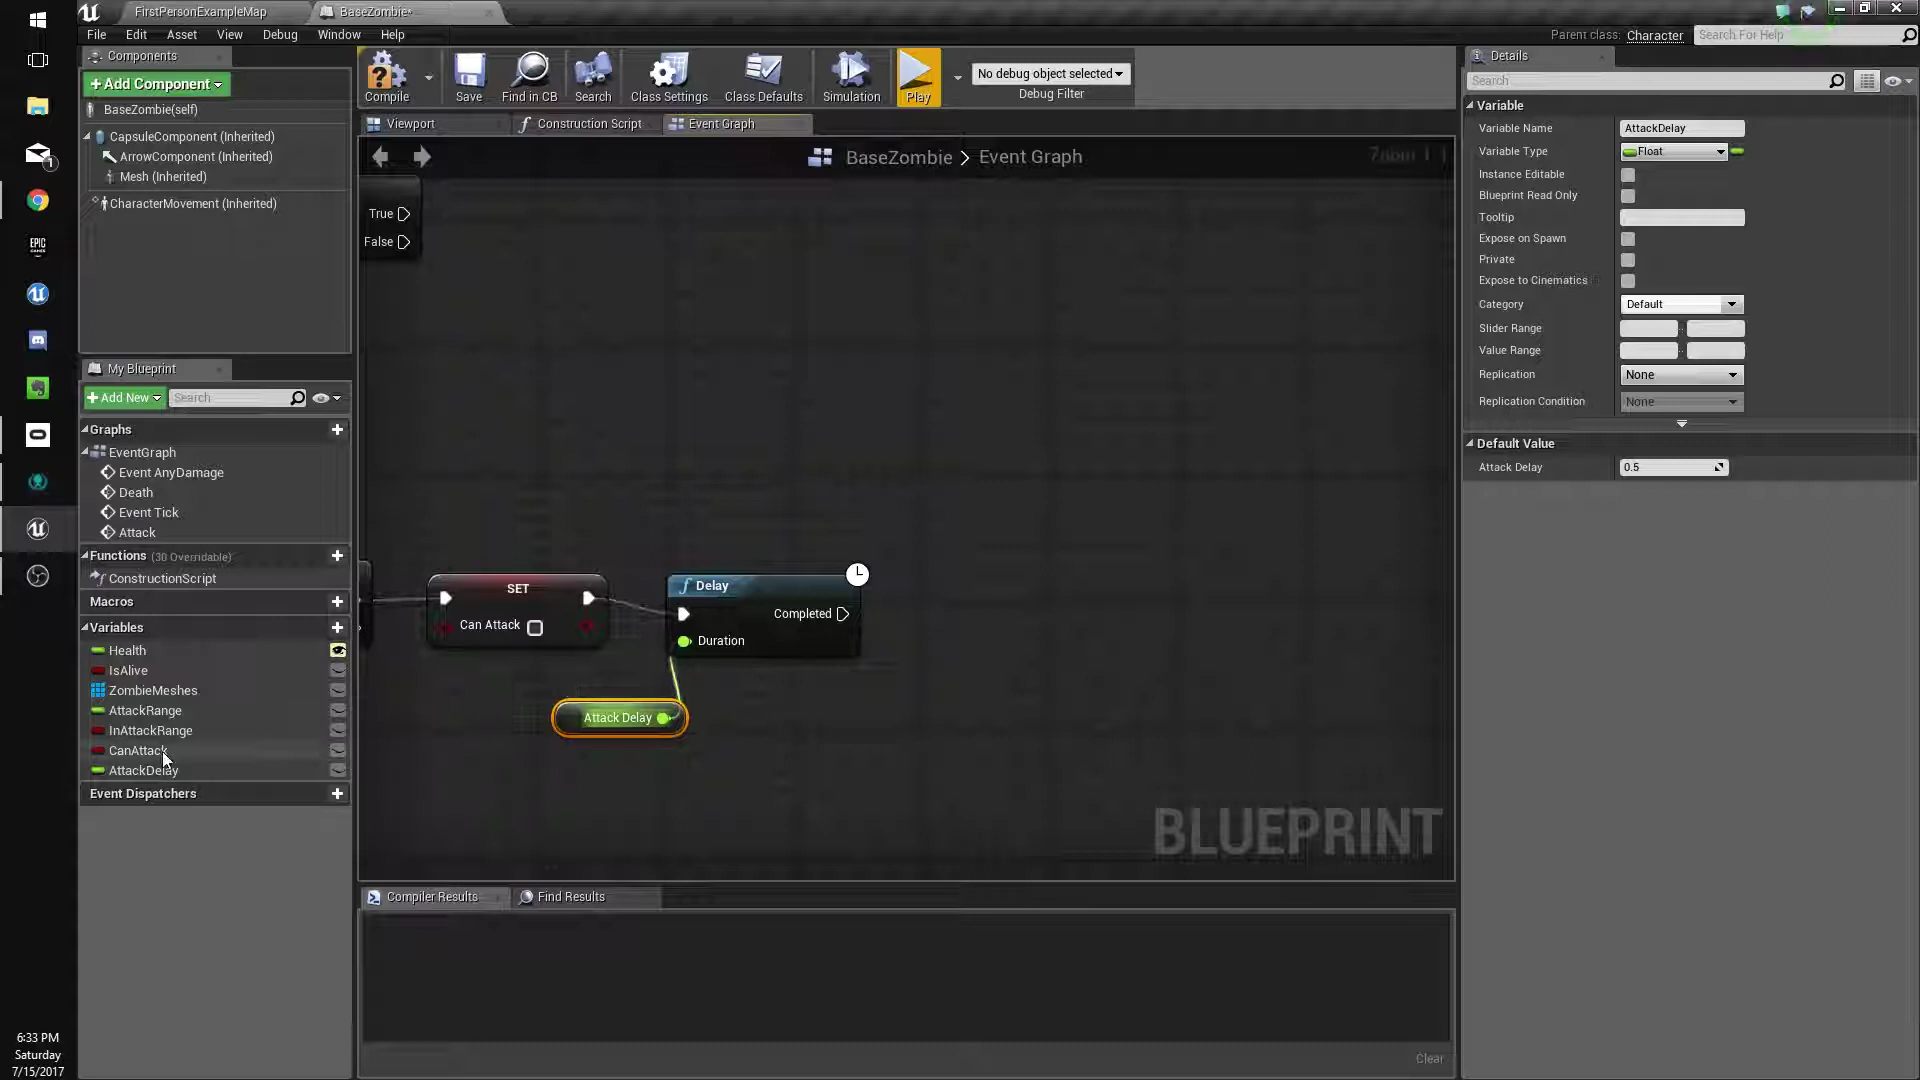 FirstPersonExampleMap
BaseZombie*
File Edit Asset View Debug Window Help
Parent class: Character
Search For Help
Components
+ Add Component
BaseZombie(self)
CapsuleComponent (Inherited)
ArrowComponent (Inherited)
Mesh (Inherited)
CharacterMovement (Inherited)
My Blueprint
+ Add New
Search
Graphs
EventGraph
Event AnyDamage
Death
Event Tick
Attack
Functions (30 Overridable)
ConstructionScript
Macros
Variables
Health
IsAlive
ZombieMeshes
AttackRange
InAttackRange
CanAttack
AttackDelay
Event Dispatchers
Compile
Save
Find in CB
Search
Class Settings
Class Defaults
Simulation
Play
No debug object selected
Debug Filter
Viewport
Construction Script
Event Graph
BaseZombie > Event Graph
True
False
SET
Can Attack
Delay
Completed
Duration
Attack Delay
BLUEPRINT
Compiler Results
Find Results
Clear
Details
Search
Variable
Variable Name AttackDelay
Variable Type Float
Instance Editable
Blueprint Read Only
Tooltip
Expose on Spawn
Private
Expose to Cinematics
Category Default
Slider Range
Value Range
Replication None
Replication Condition None
Default Value
Attack Delay 0.5
EPIC
GAMES
1
6:33 PM
Saturday
7/15/2017